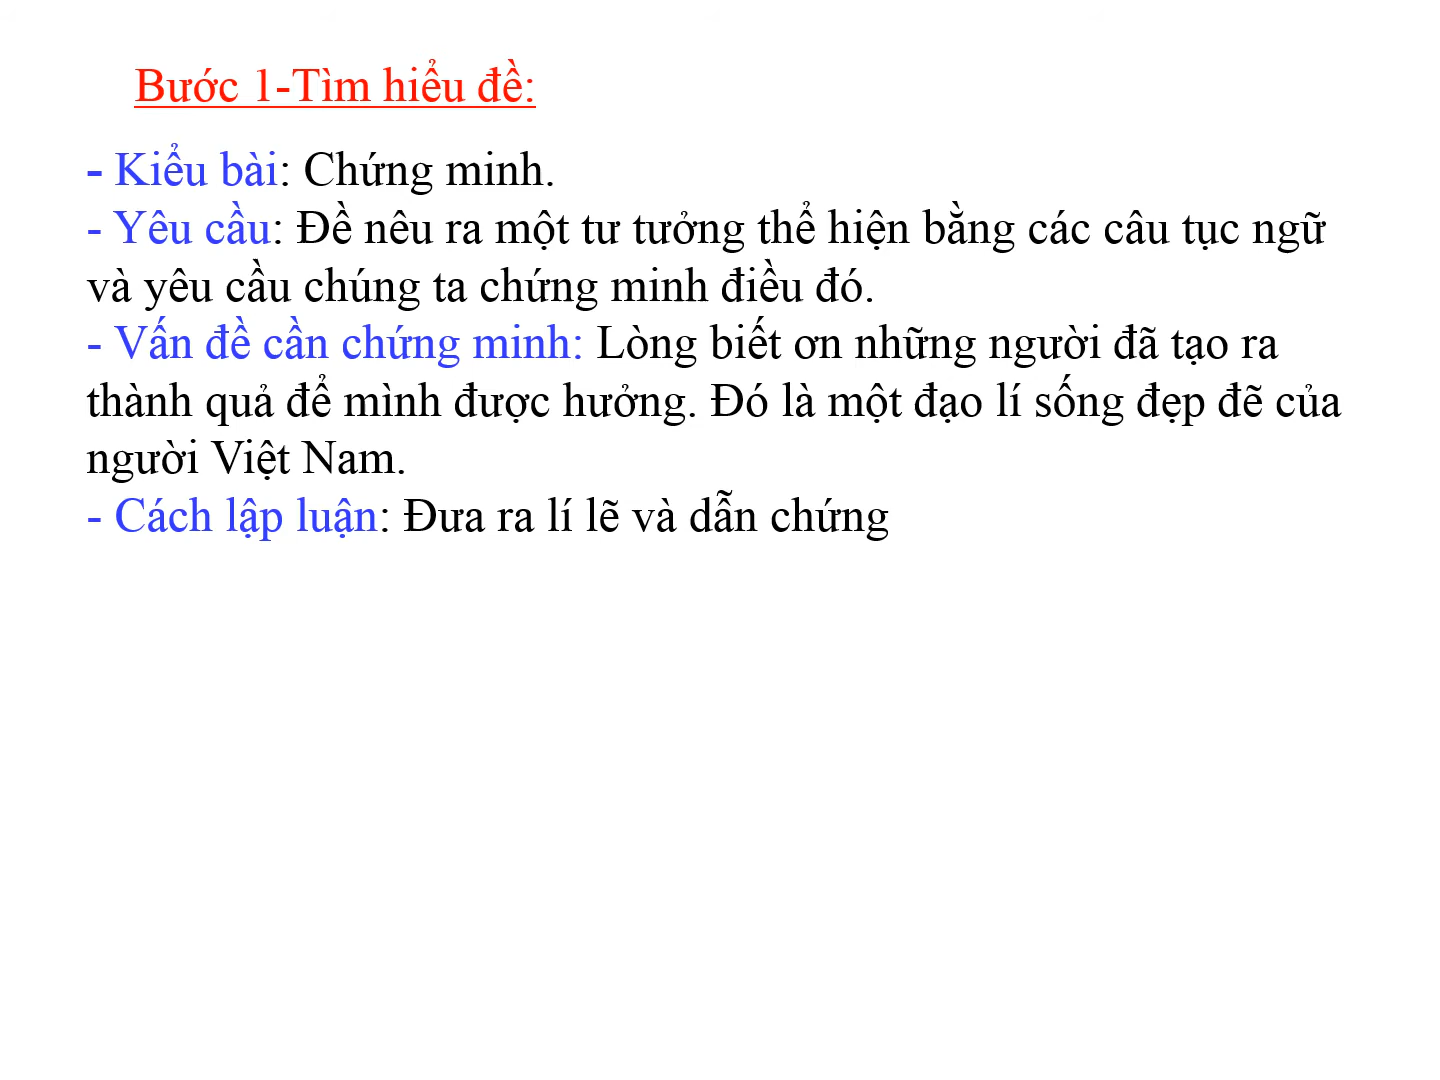 Bước 1-Tìm hiểu đề:
- Kiểu bài: Chứng minh.
- Yêu cầu: Đề nêu ra một tư tưởng thể hiện bằng các câu tục ngữ
và yêu cầu chúng ta chứng minh điều đó.
- Vấn đề cần chứng minh: Lòng biết ơn những người đã tạo ra
thành quả để mình được hưởng. Đó là một đạo lí sống đẹp đẽ của
người Việt Nam.
- Cách lập luận: Đưa ra lí lẽ và dẫn chứng